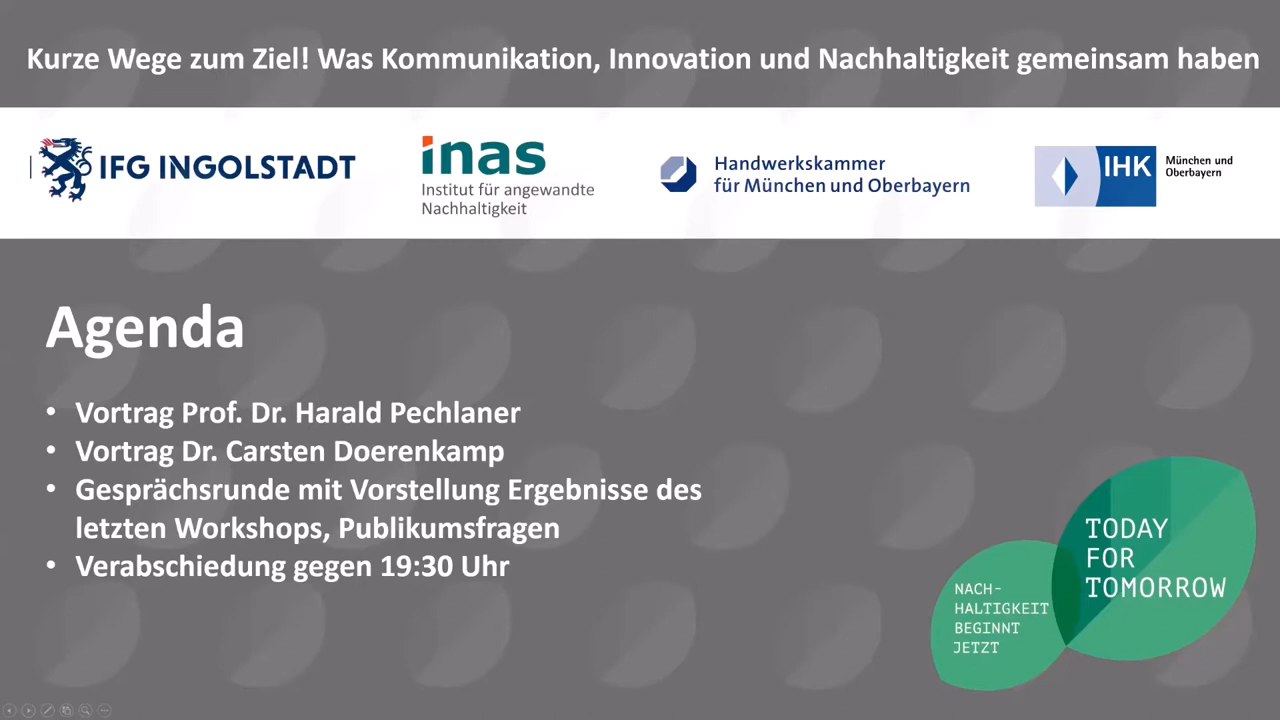 Kurze Wege zum Ziel! Was Kommunikation, Innovation und Nachhaltigkeit gemeinsam haben
IFG INGOLSTADT
inas
Institut für angewandte
Nachhaltigkeit
Handwerkskammer
für München und Oberbayern
IHK
München und
Oberbayern
Agenda
• Vortrag Prof. Dr. Harald Pechlaner
• Vortrag Dr. Carsten Doerenkamp
• Gesprächsrunde mit Vorstellung Ergebnisse des
letzten Workshops, Publikumsfragen
• Verabschiedung gegen 19:30 Uhr
NACH-
HALTIGKEIT
BEGINNT
JETZT
TODAY
FOR
TOMORROW